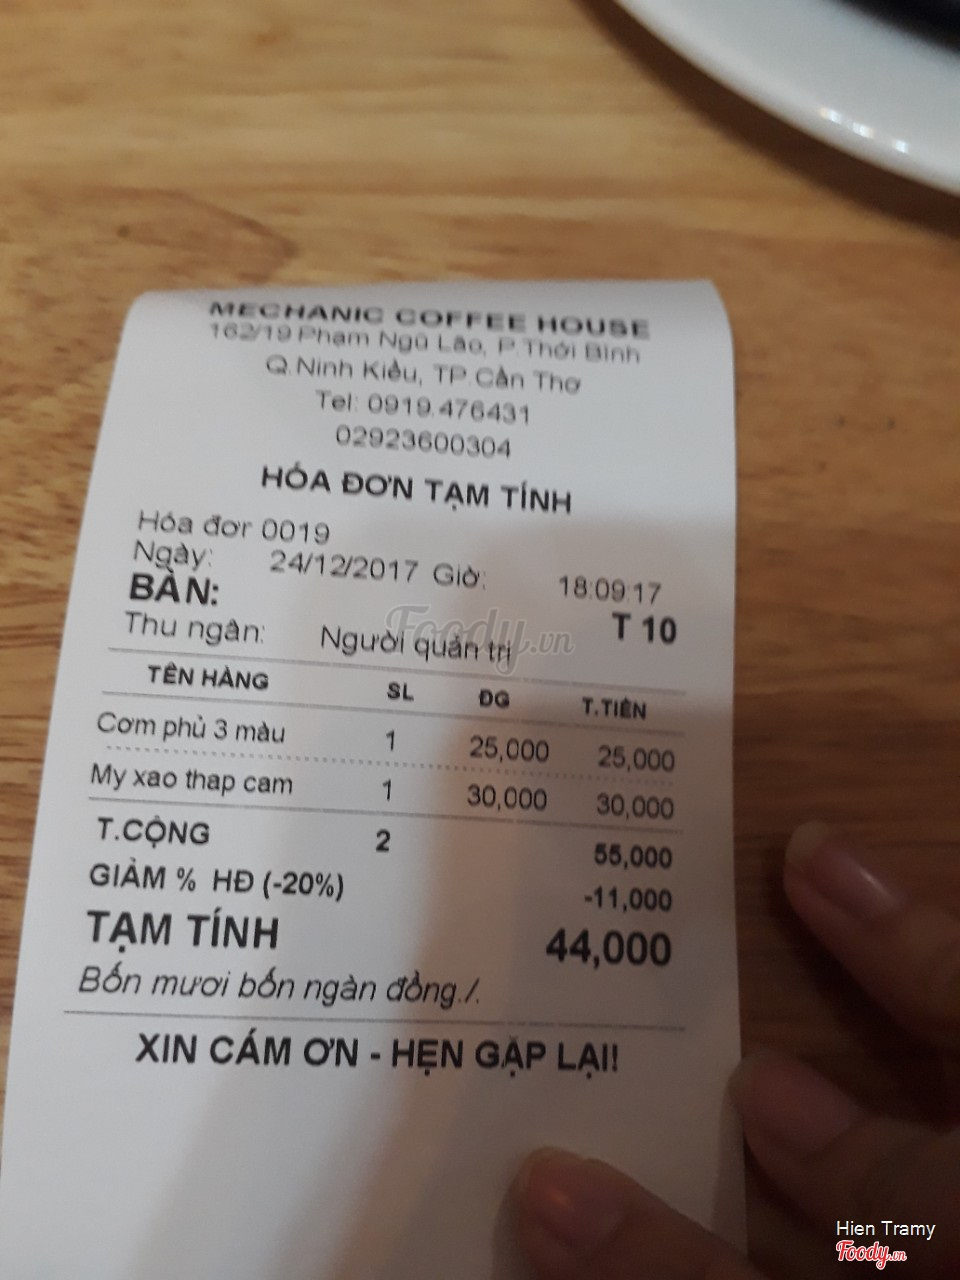 MECHANIC COFFEE HOUSE
162/19 Phạm Ngũ Lão, P.Thới Bình
Q.Ninh Kiều, TP.Cần Thơ
Tel: 0919.476431
02923600304
HÓA ĐƠN TẠM TÍNH
Hóa đơr 0019
Ngày: 24/12/2017 Giờ: 18:09:17
BÀN: T 10
Thu ngân: Người quản trị
Foody.vn
TÊN HÀNG SL ĐG T.TIỀN
Cơm phủ 3 màu 1 25,000 25,000
My xao thap cam 1 30,000 30,000
T.CỘNG 2 55,000
GIẢM % HĐ (-20%) -11,000
TẠM TÍNH 44,000
Bốn mươi bốn ngàn đồng./.
XIN CÁM ƠN - HẸN GẶP LẠI!
Hien Tramy
Foody.vn